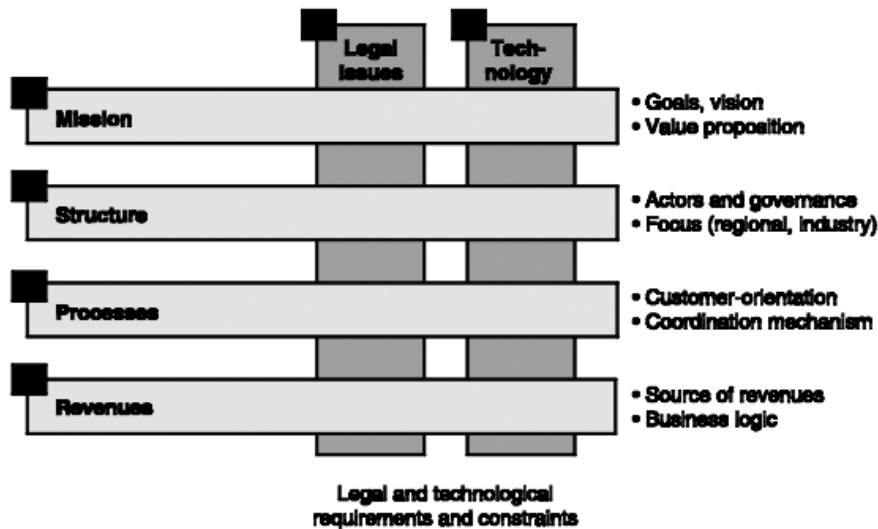 Legal
issues
Tech-
nology
Mission
• Goals, vision
• Value proposition
Structure
• Actors and governance
• Focus (regional, industry)
Processes
• Customer-orientation
• Coordination mechanism
Revenues
• Source of revenues
• Business logic
Legal and technological
requirements and constraints